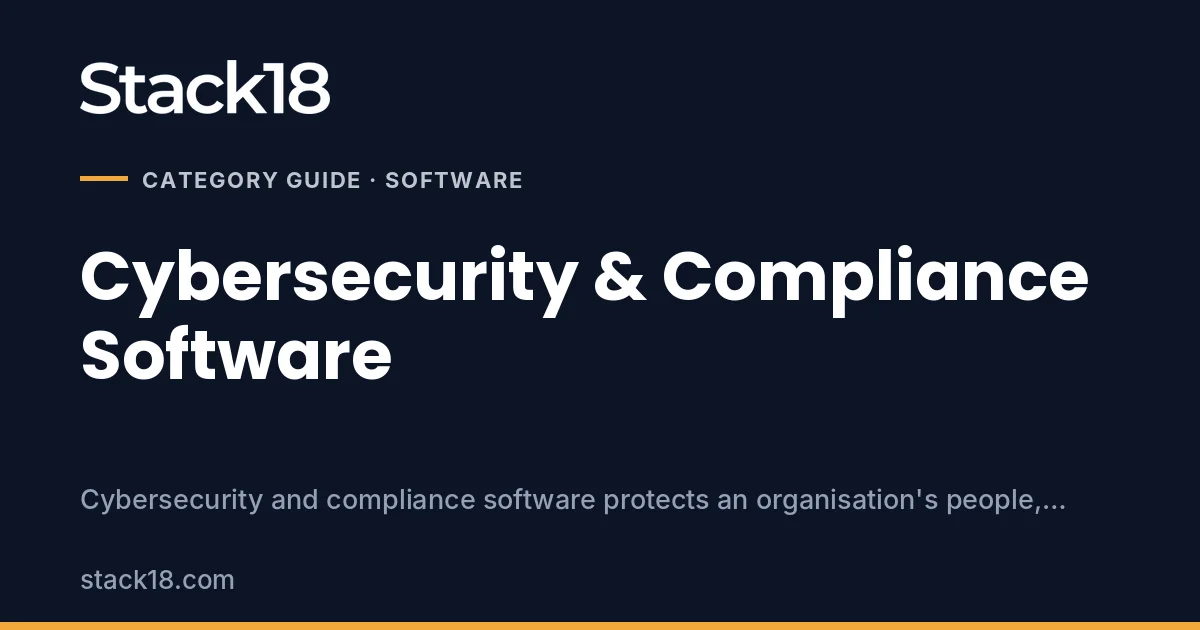 Stack18
CATEGORY GUIDE · SOFTWARE
Cybersecurity & Compliance
Software
Cybersecurity and compliance software protects an organisation's people,...
stack18.com